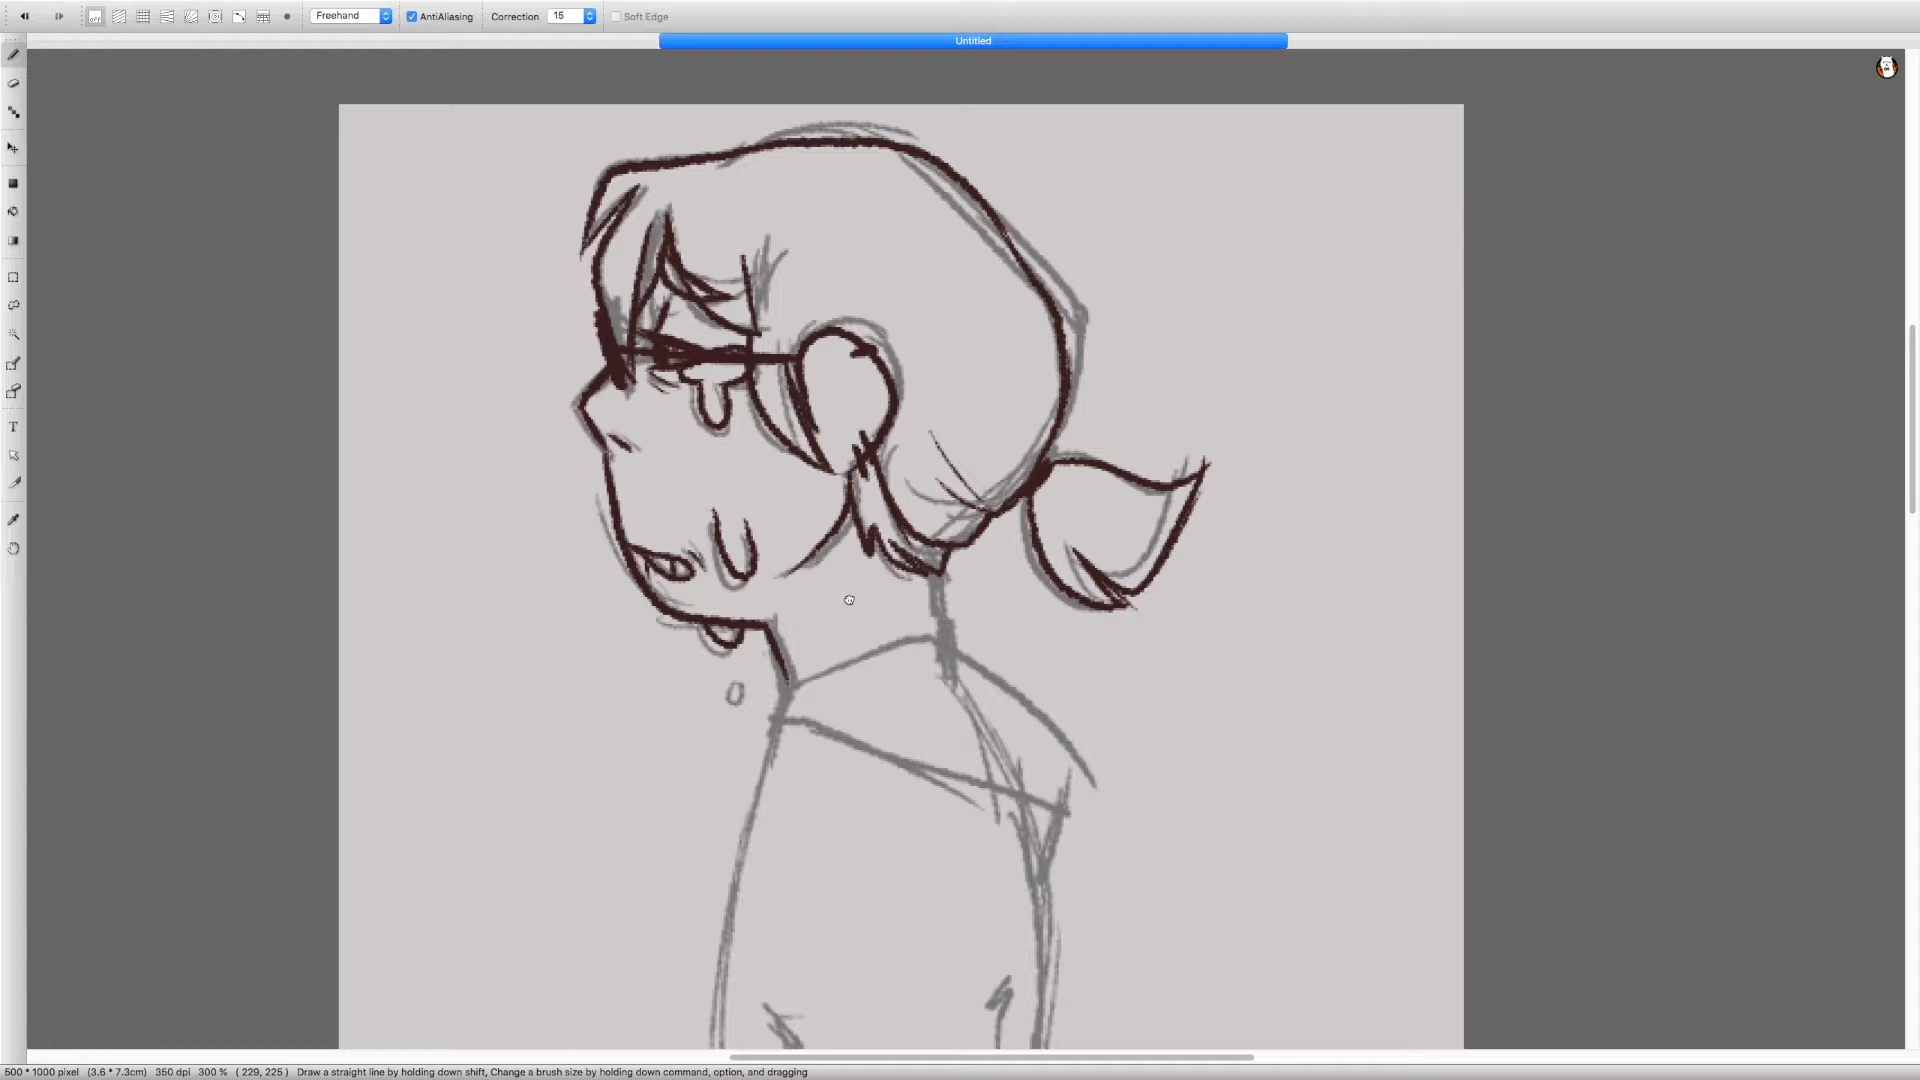 off Freehand AntiAliasing Correction 15 Soft Edge
Untitled
T
500 * 1000 pixel (3.6 * 7.3cm) 350 dpi 300 % ( 229, 225 ) Draw a straight line by holding down shift, Change a brush size by holding down command, option, and dragging